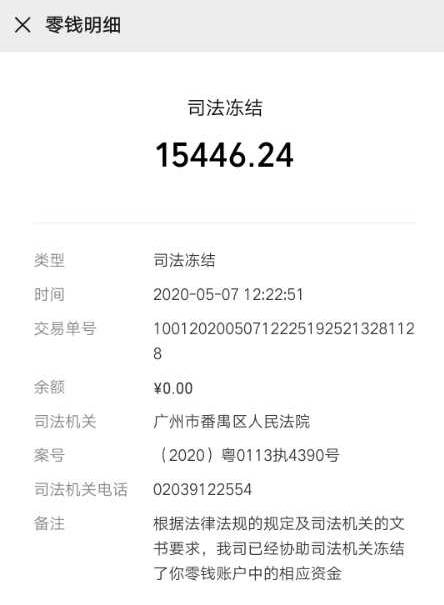 零钱明细
司法冻结
15446.24
类型 司法冻结
时间 2020-05-07 12:22:51
交易单号 10012020050712225192521328112
8
余额 ¥0.00
司法机关 广州市番禺区人民法院
案号 （2020）粤0113执4390号
司法机关电话 02039122554
备注 根据法律法规的规定及司法机关的文
书要求，我司已经协助司法机关冻结
了你零钱账户中的相应资金